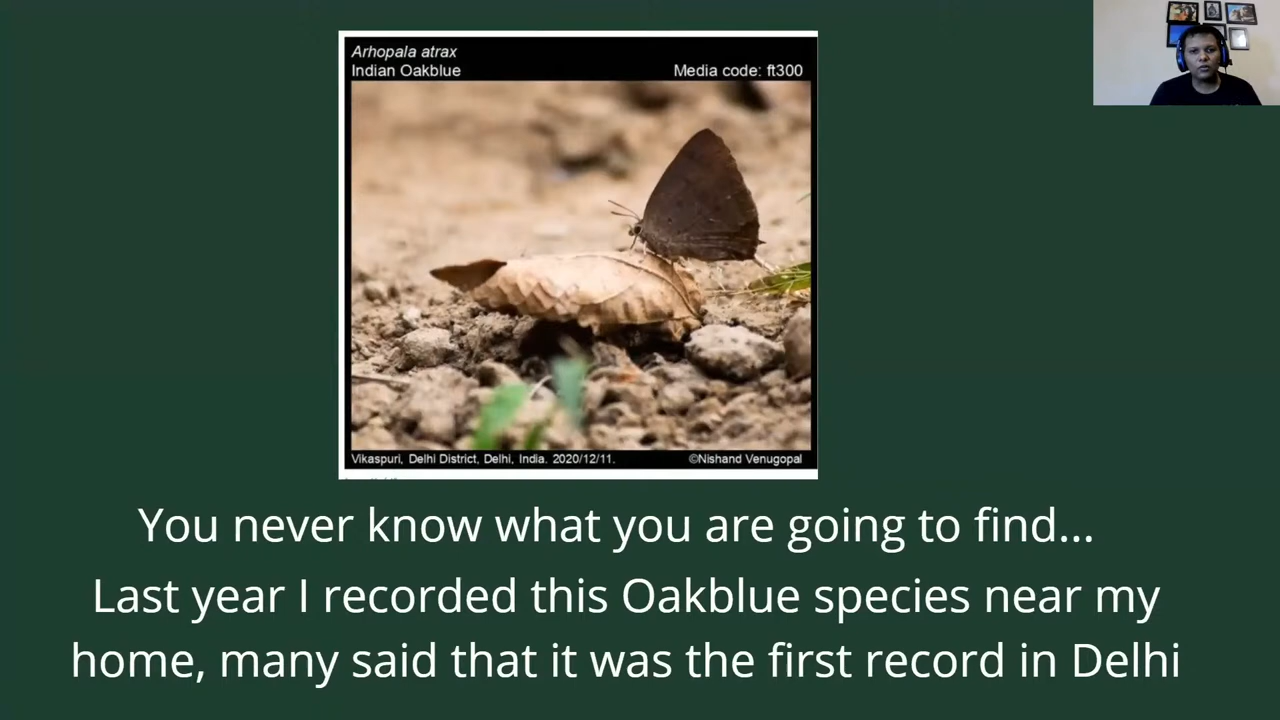 Arhopala atrax
Indian Oakblue
Media code: ft300
Vikaspuri, Delhi District, Delhi, India. 2020/12/11.
©Nishand Venugopal
You never know what you are going to find...
Last year I recorded this Oakblue species near my
home, many said that it was the first record in Delhi